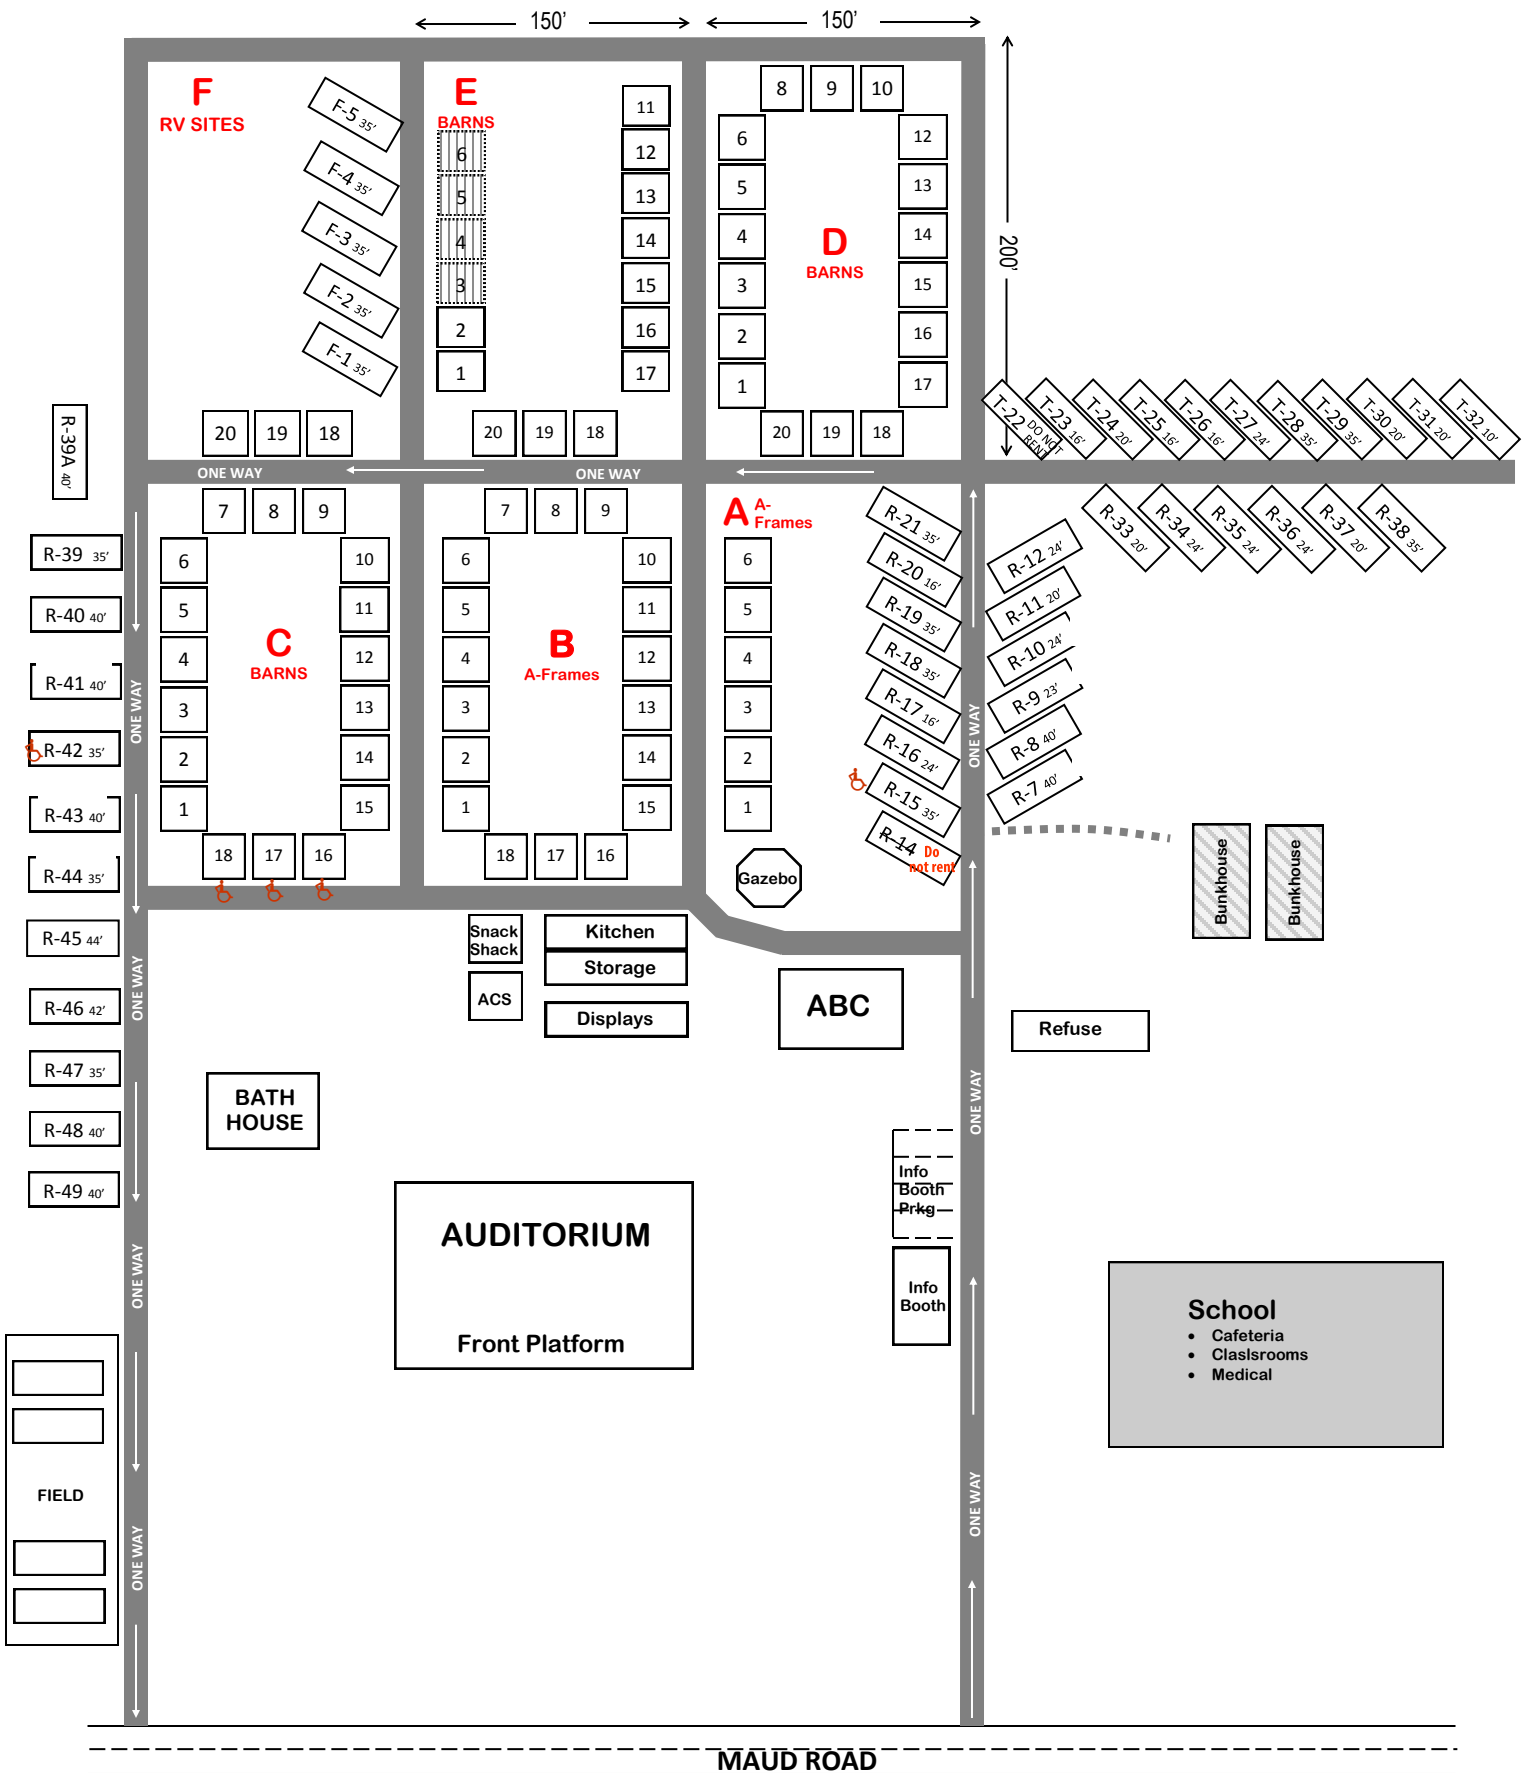 150’ 150’
F
RV SITES
F-5 35’
F-4 35’
F-3 35’
F-2 35’
F-1 35’
20 19 18
E
BARNS
6
5
4
3
2
1
11
12
13
14
15
16
17
20 19 18
8 9 10
6
5
4
3
2
1
D
BARNS
12
13
14
15
16
17
20 19 18
200’
T-22 DO NOT RENT
T-23 16’
T-24 20’
T-25 16’
T-26 16’
T-27 24’
T-28 35’
T-29 35’
T-30 20’
T-31 20’
T-32 10’
ONE WAY
ONE WAY
R-39A 40’
R-39 35’
R-40 40’
R-41 40’
R-42 35’
R-43 40’
R-44 35’
R-45 44’
R-46 42’
R-47 35’
R-48 40’
R-49 40’
ONE WAY
ONE WAY
ONE WAY
ONE WAY
7 8 9
6
5
4
3
2
1
C
BARNS
10
11
12
13
14
15
18 17 16
7 8 9
6
5
4
3
2
1
B
A-Frames
10
11
12
13
14
15
18 17 16
A
A-
Frames
6
5
4
3
2
1
R-21 35’
R-20 16’
R-19 35’
R-18 35’
R-17 16’
R-16 24’
R-15 35’
R-14 Do
not rent
Gazebo
ONE WAY
ONE WAY
ONE WAY
R-33 20’
R-34 24’
R-35 24’
R-36 24’
R-37 20’
R-38 35’
R-12 24’
R-11 20’
R-10 24’
R-9 23’
R-8 40’
R-7 40’
Bunkhouse
Bunkhouse
Snack
Shack
ACS
Kitchen
Storage
Displays
ABC
Refuse
BATH
HOUSE
AUDITORIUM
Front Platform
Info
Booth
Prkg
Info
Booth
School
• Cafeteria
• Claslsrooms
• Medical
FIELD
MAUD ROAD